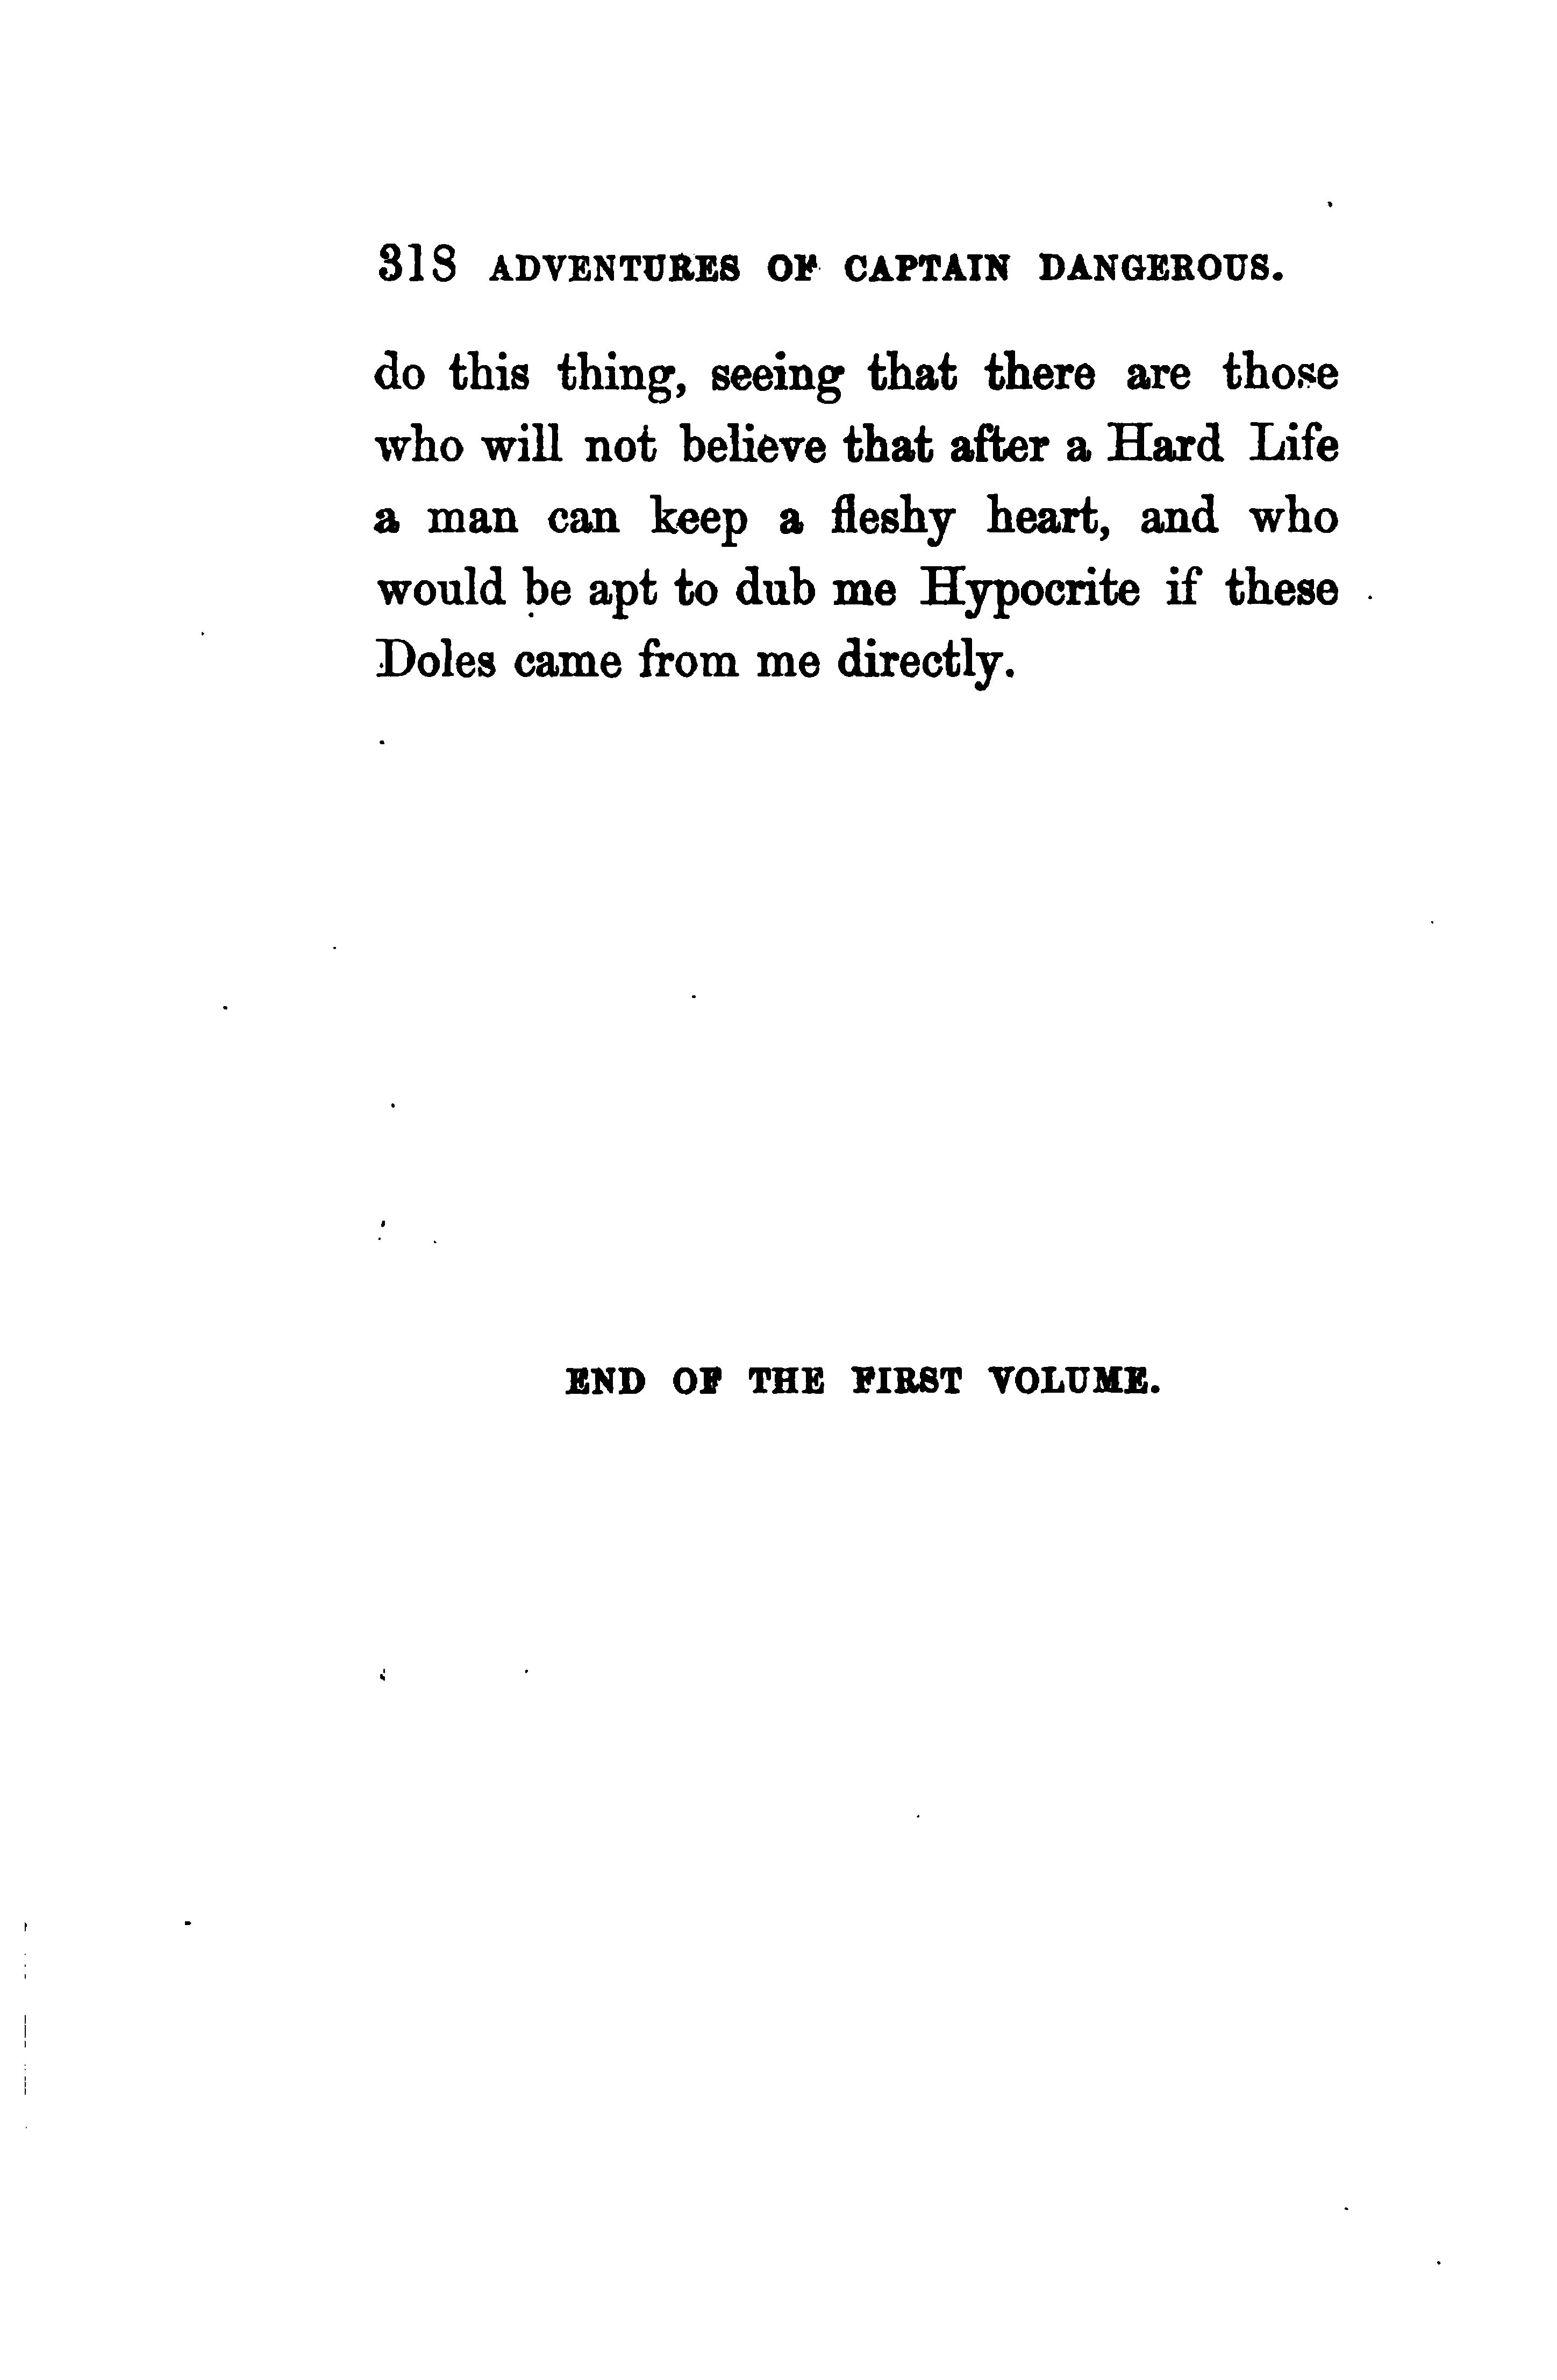 318 ADVENTURES OF CAPTAIN DANGEROUS.
do this thing, seeing that there are those
who will not believe that after a Hard Life
a man can keep a fleshy heart, and who
would be apt to dub me Hypocrite if these
Doles came from me directly.
END OF THE FIRST VOLUME.